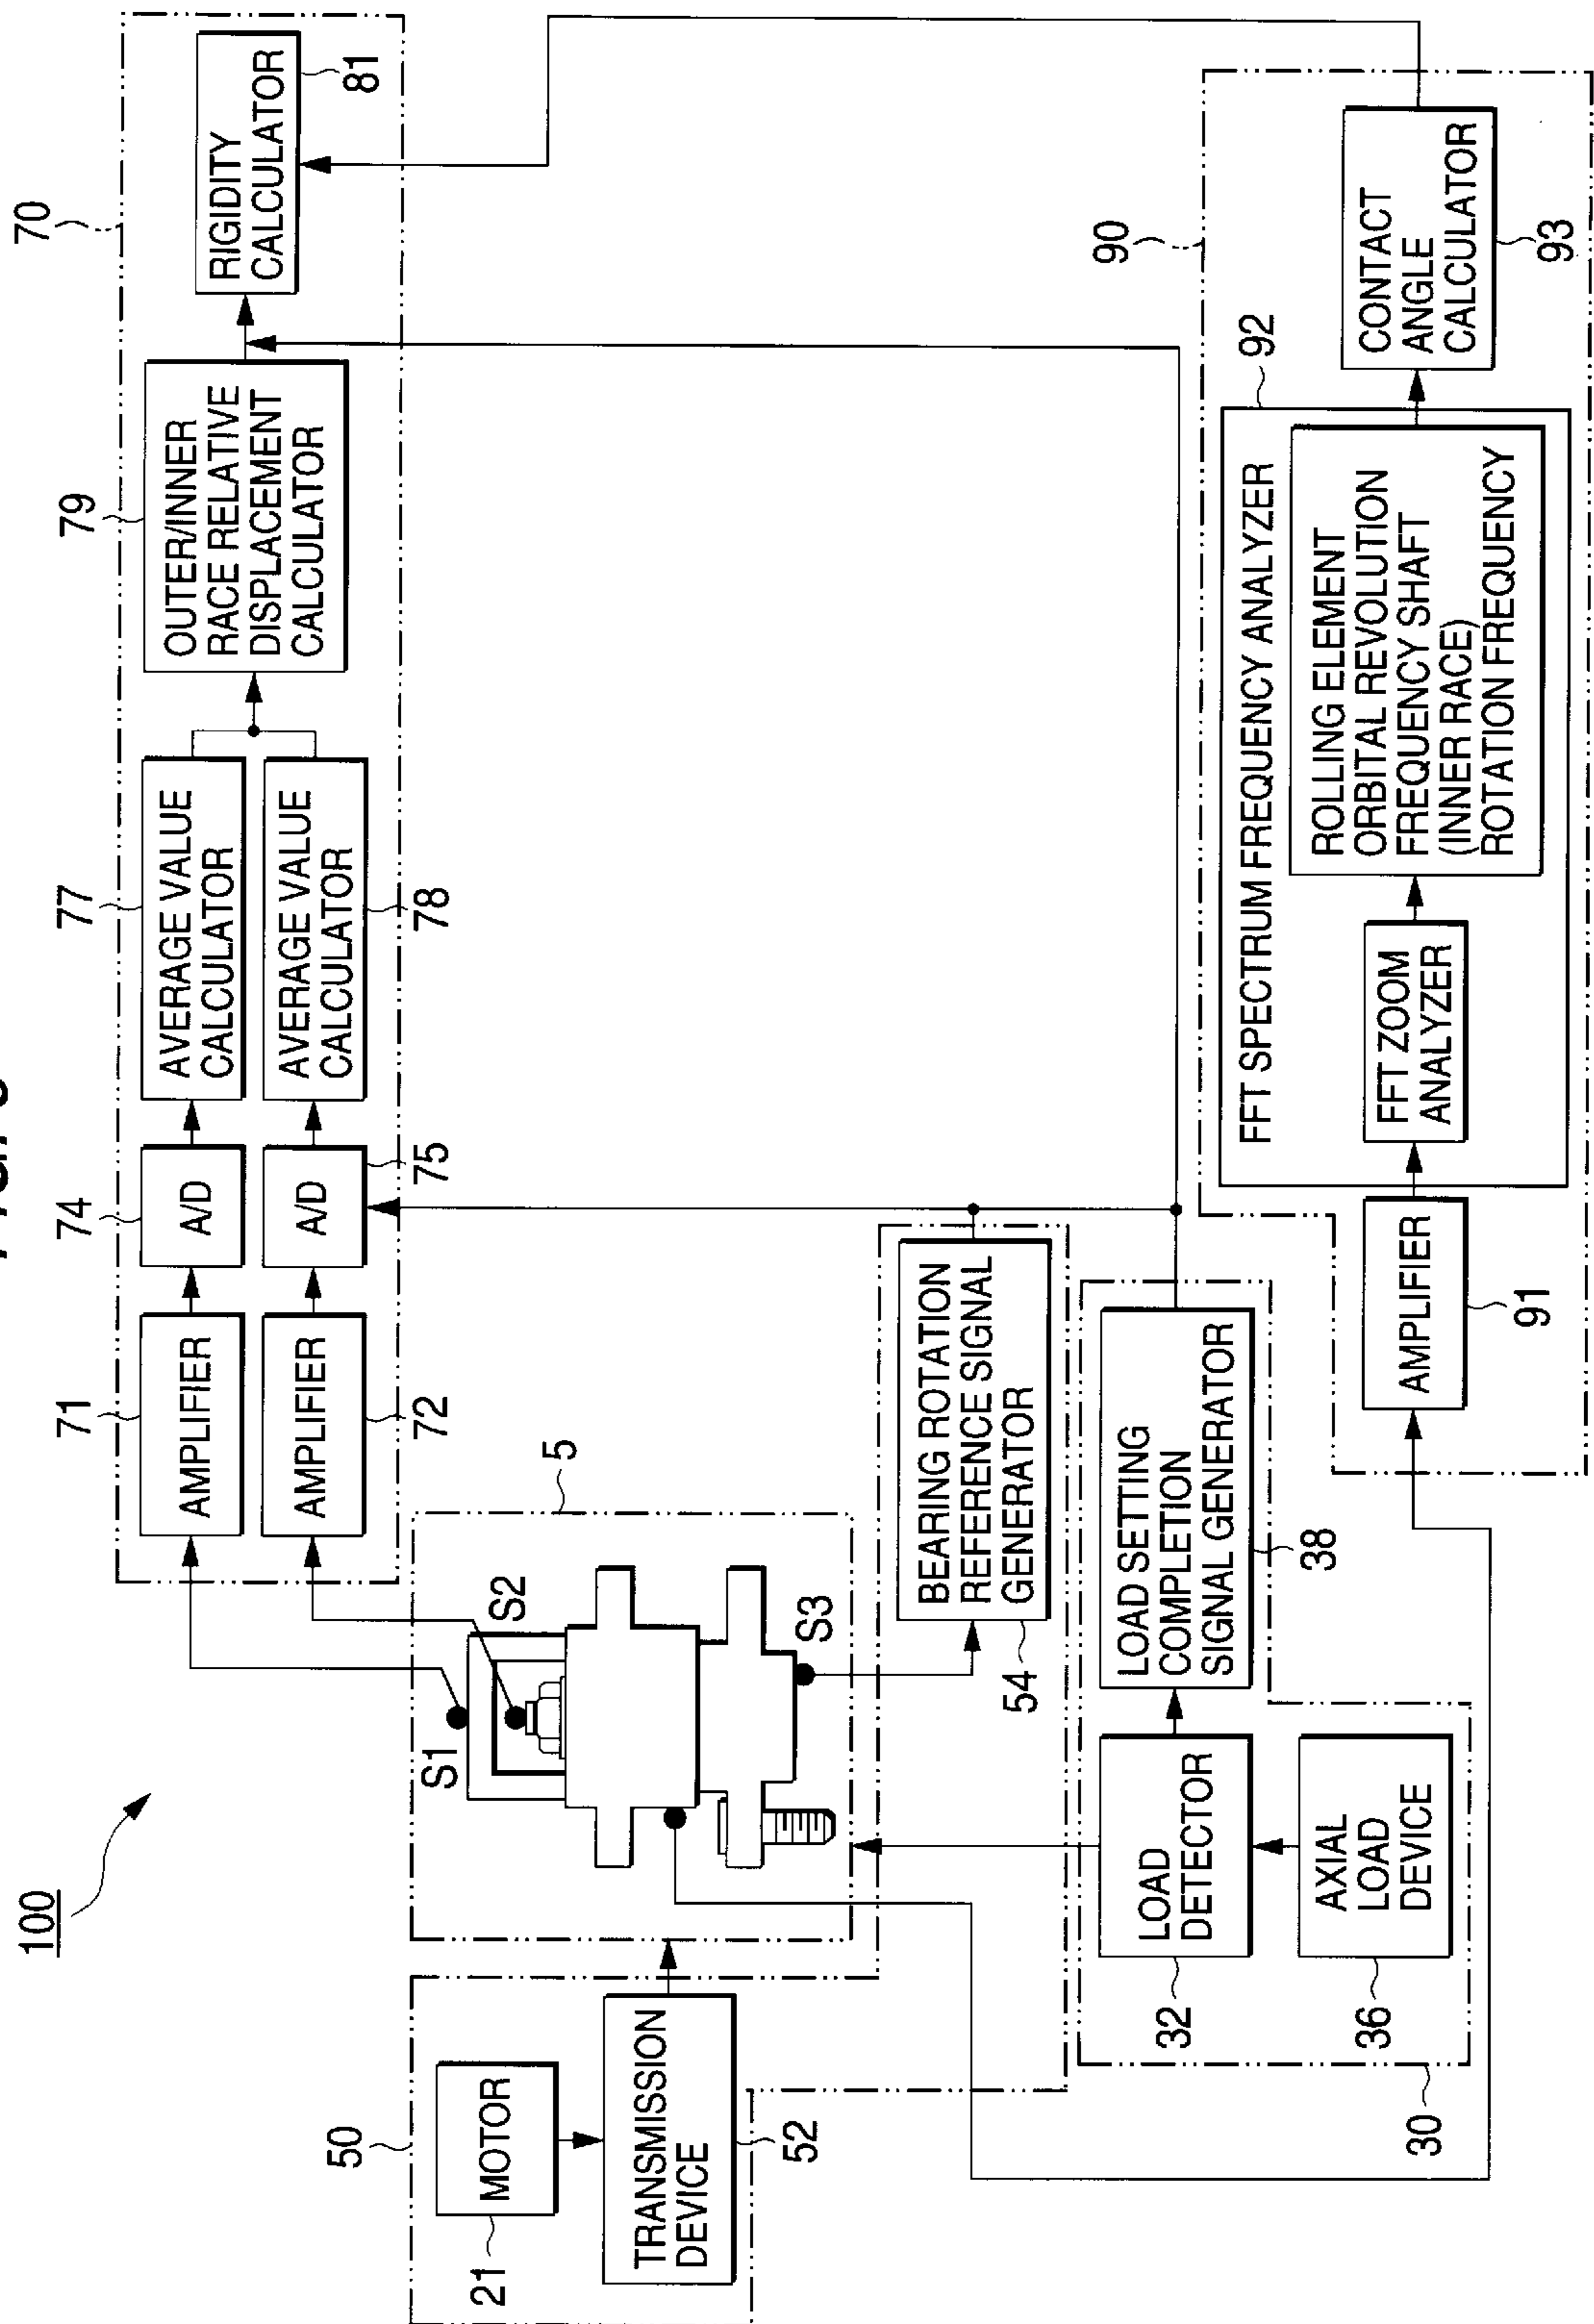 100
70
71
AMPLIFIER
74
A/D
77
AVERAGE VALUE
CALCULATOR
79
OUTER/INNER
RACE RELATIVE
DISPLACEMENT
CALCULATOR
RIGIDITY
CALCULATOR
81
AMPLIFIER
72
A/D
75
AVERAGE VALUE
CALCULATOR
78
5
S1
S2
S3
50
MOTOR
21
TRANSMISSION
DEVICE
52
BEARING ROTATION
REFERENCE SIGNAL
GENERATOR
54
LOAD
DETECTOR
32
LOAD SETTING
COMPLETION
SIGNAL GENERATOR
38
AXIAL
LOAD
DEVICE
36
30
90
92
FFT SPECTRUM FREQUENCY ANALYZER
AMPLIFIER
91
FFT ZOOM
ANALYZER
ROLLING ELEMENT
ORBITAL REVOLUTION
FREQUENCY SHAFT
(INNER RACE)
ROTATION FREQUENCY
CONTACT
ANGLE
CALCULATOR
93